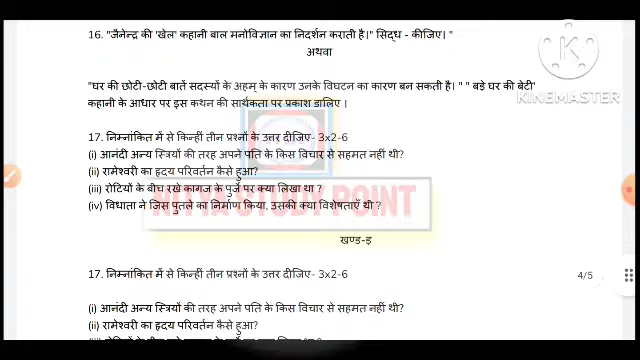 16. "जैनेन्द्र की 'खेल' कहानी बाल मनोविज्ञान का निदर्शन कराती है।" सिद्ध - कीजिए। "
अथवा
"घर की छोटी-छोटी बातें सदस्यों के अहम् के कारण उनके विघटन का कारण बन सकती है। " " बड़े घर की बेटी'
कहानी के आधार पर इस कथन की सार्थकता पर प्रकाश डालिए ।
17. निम्नांकित में से किन्हीं तीन प्रश्नों के उत्तर दीजिए- 3x2-6
(i) आनंदी अन्य स्त्रियों की तरह अपने पति के किस विचार से सहमत नहीं थी?
(ii) रामेश्वरी का हृदय परिवर्तन कैसे हुआ?
(iii) रोटियों के बीच रखे कागज के पुर्जे पर क्या लिखा था ?
(iv) विधाता ने जिस पुतले का निर्माण किया, उसकी क्या विशेषताएँ थी ?
NITYA STUDY POINT
खण्ड-इ
17. निम्नांकित में से किन्हीं तीन प्रश्नों के उत्तर दीजिए- 3x2-6
4/5
(i) आनंदी अन्य स्त्रियों की तरह अपने पति के किस विचार से सहमत नहीं थी?
(ii) रामेश्वरी का हृदय परिवर्तन कैसे हुआ?
K
KINEMASTER